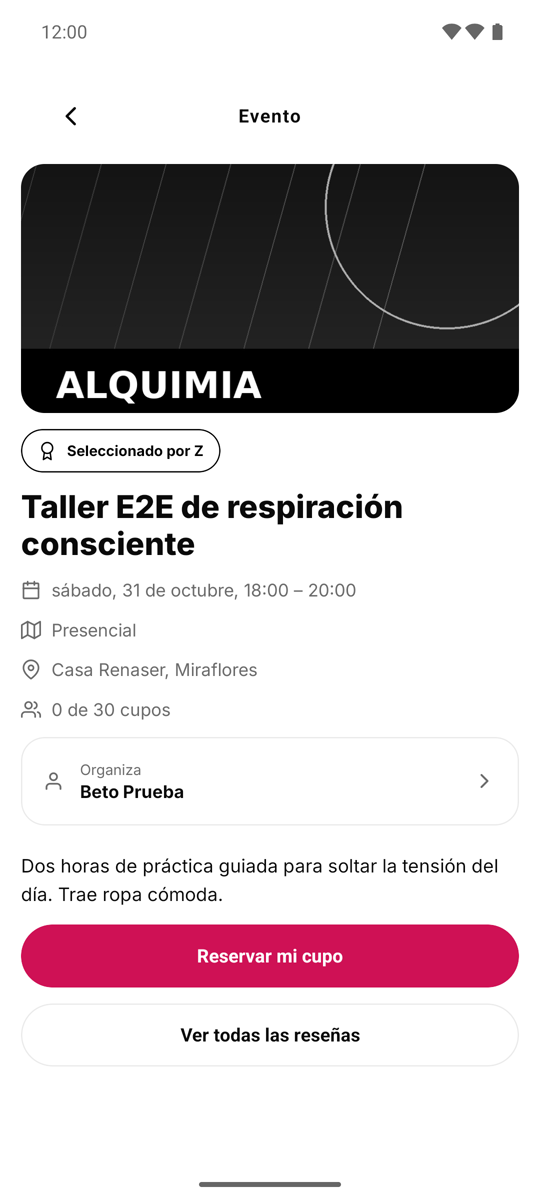 12:00
Evento
ALQUIMIA
Seleccionado por Z
Taller E2E de respiración
consciente
sábado, 31 de octubre, 18:00 – 20:00
Presencial
Casa Renaser, Miraflores
0 de 30 cupos
Organiza
Beto Prueba
Dos horas de práctica guiada para soltar la tensión del
día. Trae ropa cómoda.
Reservar mi cupo
Ver todas las reseñas